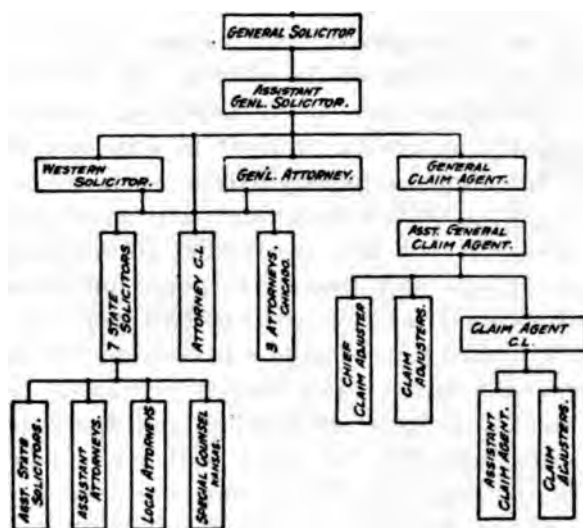 GENERAL SOLICITOR
ASSISTANT
GENL. SOLICITOR.
WESTERN
SOLICITOR.
GEN'L. ATTORNEY.
GENERAL
CLAIM AGENT.
ASST. GENERAL
CLAIM AGENT.
7 STATE
SOLICITORS
ATTORNEY C.L.
3 ATTORNEYS.
CHICAGO.
CHIEF
CLAIM ADJUSTER
CLAIM
ADJUSTERS.
CLAIM AGENT
C.L.
ASST. STATE
SOLICITORS.
ASSISTANT
ATTORNEYS.
LOCAL ATTORNEYS
SPECIAL COUNSEL
KANSAS.
ASSISTANT
CLAIM AGENT.
CLAIM
ADJUSTERS.